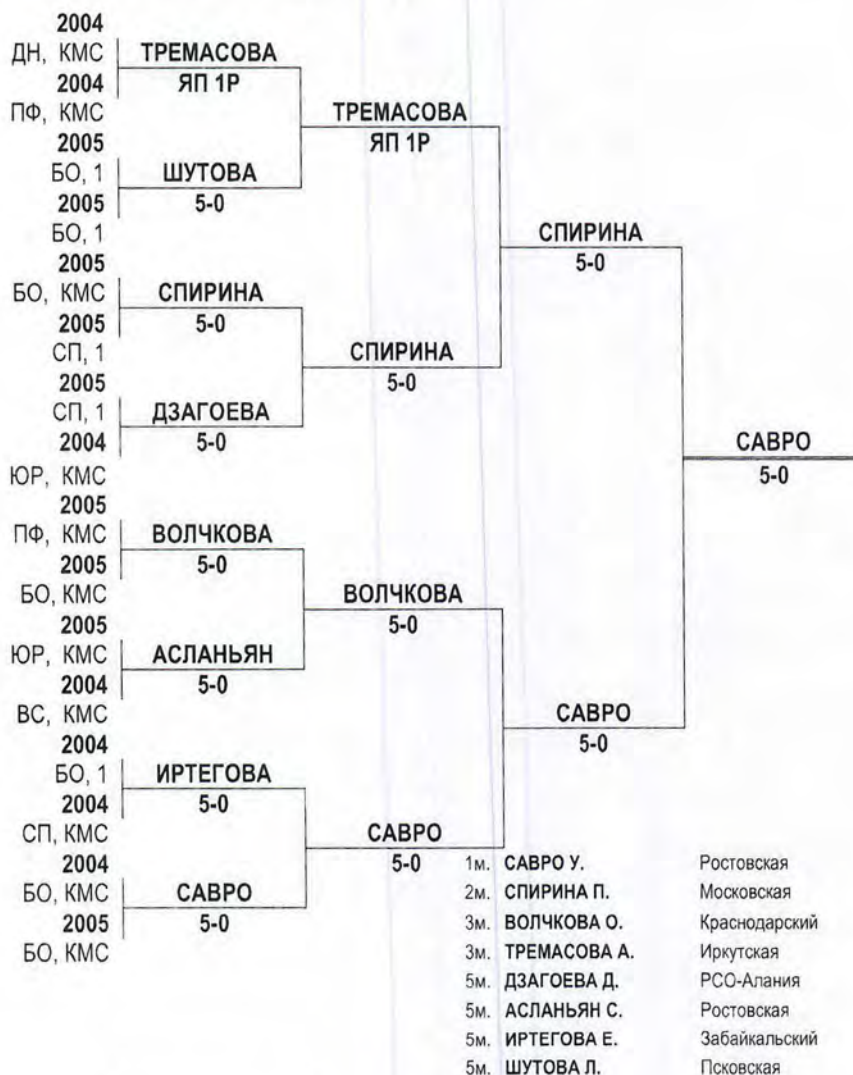 2004
ДН, КМС ТРЕМАСОВА
2004 ЯП 1Р
ПФ, КМС ТРЕМАСОВА
2005 ЯП 1Р
БО, 1 ШУТОВА
2005 5-0
БО, 1 СПИРИНА
2005 5-0
БО, КМС СПИРИНА
2005 5-0
СП, 1 СПИРИНА
2005 5-0
СП, 1 ДЗАГОЕВА
2004 5-0 САВРО
ЮР, КМС 5-0
2005
ПФ, КМС ВОЛЧКОВА
2005 5-0
БО, КМС ВОЛЧКОВА
2005 5-0
ЮР, КМС АСЛАНЬЯН
2004 5-0
ВС, КМС САВРО
2004 5-0
БО, 1 ИРТЕГОВА
2004 5-0
СП, КМС САВРО
2004 5-0 1м. САВРО У. Ростовская
БО, КМС САВРО 2м. СПИРИНА П. Московская
2005 5-0 3м. ВОЛЧКОВА О. Краснодарский
БО, КМС 3м. ТРЕМАСОВА А. Иркутская
5м. ДЗАГОЕВА Д. РСО-Алания
5м. АСЛАНЬЯН С. Ростовская
5м. ИРТЕГОВА Е. Забайкальский
5м. ШУТОВА Л. Псковская